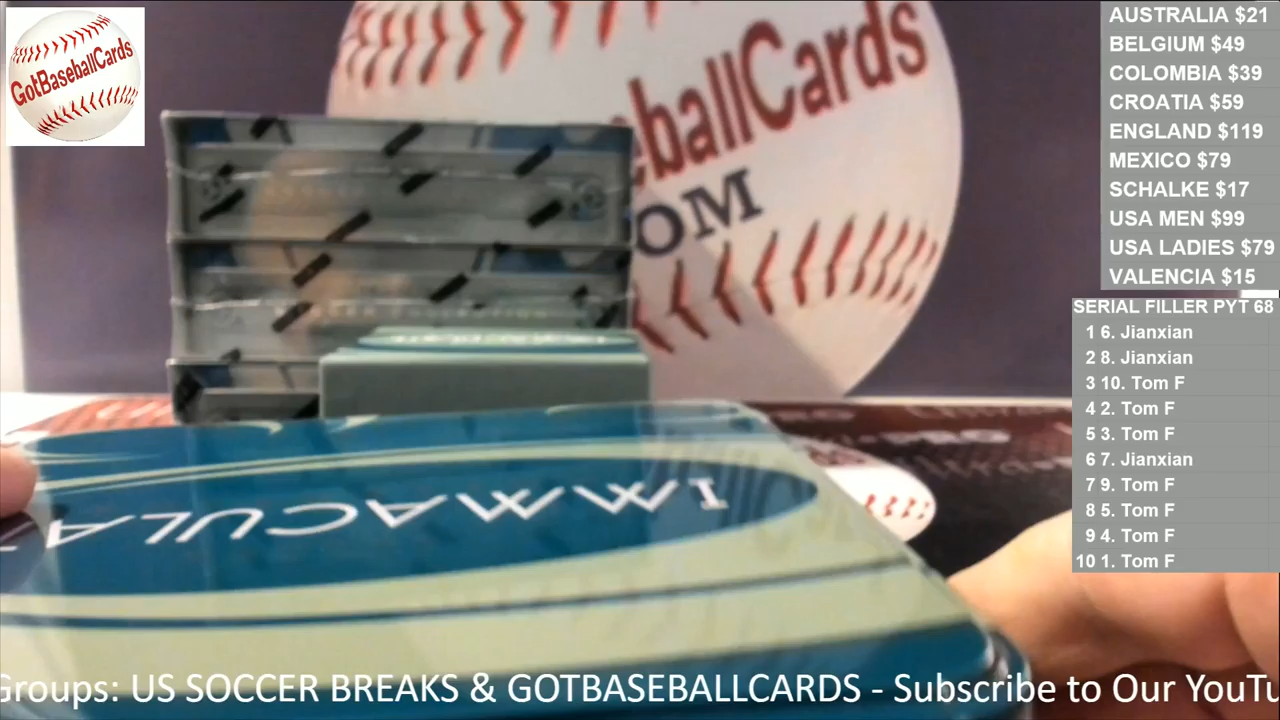 GotBaseballCards
eballCards
OM
IMMACULA
AUSTRALIA $21
BELGIUM $49
COLOMBIA $39
CROATIA $59
ENGLAND $119
MEXICO $79
SCHALKE $17
USA MEN $99
USA LADIES $79
VALENCIA $15
SERIAL FILLER PYT 68
1 6. Jianxian
2 8. Jianxian
3 10. Tom F
4 2. Tom F
5 3. Tom F
6 7. Jianxian
7 9. Tom F
8 5. Tom F
9 4. Tom F
10 1. Tom F
Groups: US SOCCER BREAKS & GOTBASEBALLCARDS - Subscribe to Our YouTu